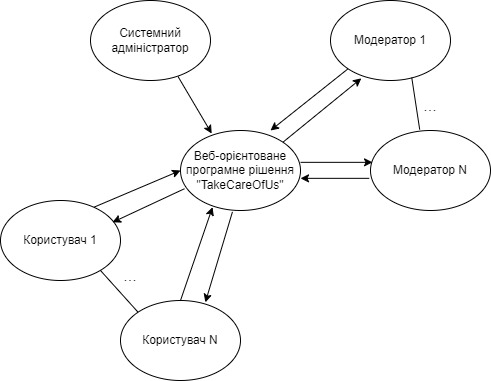 Системний
адміністратор
Модератор 1
...
Веб-орієнтоване
програмне рішення
"TakeCareOfUs"
Модератор N
Користувач 1
...
Користувач N